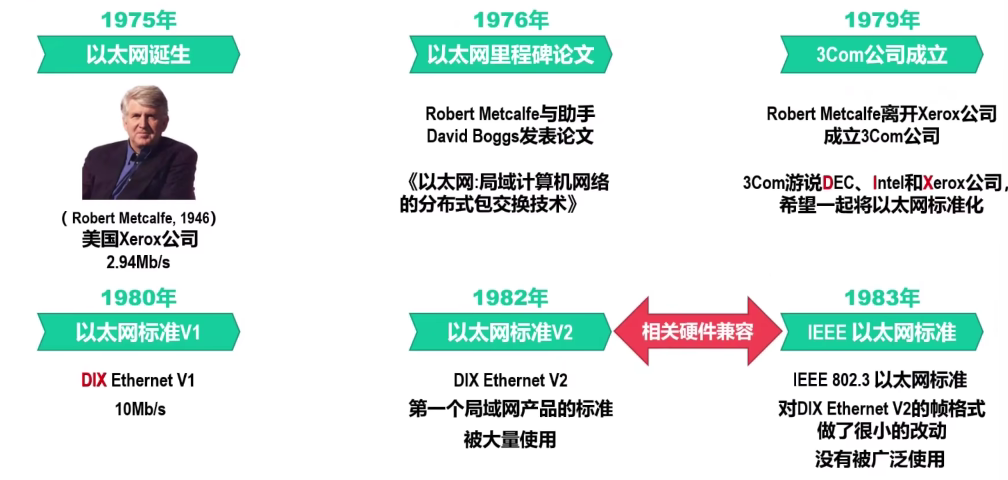 1975年
以太网诞生
（Robert Metcalfe, 1946）
美国Xerox公司
2.94Mb/s
1976年
以太网里程碑论文
Robert Metcalfe与助手
David Boggs发表论文
《以太网:局域计算机网络
的分布式包交换技术》
1979年
3Com公司成立
Robert Metcalfe离开Xerox公司
成立3Com公司
3Com游说DEC、Intel和Xerox公司,
希望一起将以太网标准化
1980年
以太网标准V1
DIX Ethernet V1
10Mb/s
1982年
以太网标准V2
DIX Ethernet V2
第一个局域网产品的标准
被大量使用
相关硬件兼容
1983年
IEEE 以太网标准
IEEE 802.3 以太网标准
对DIX Ethernet V2的帧格式
做了很小的改动
没有被广泛使用